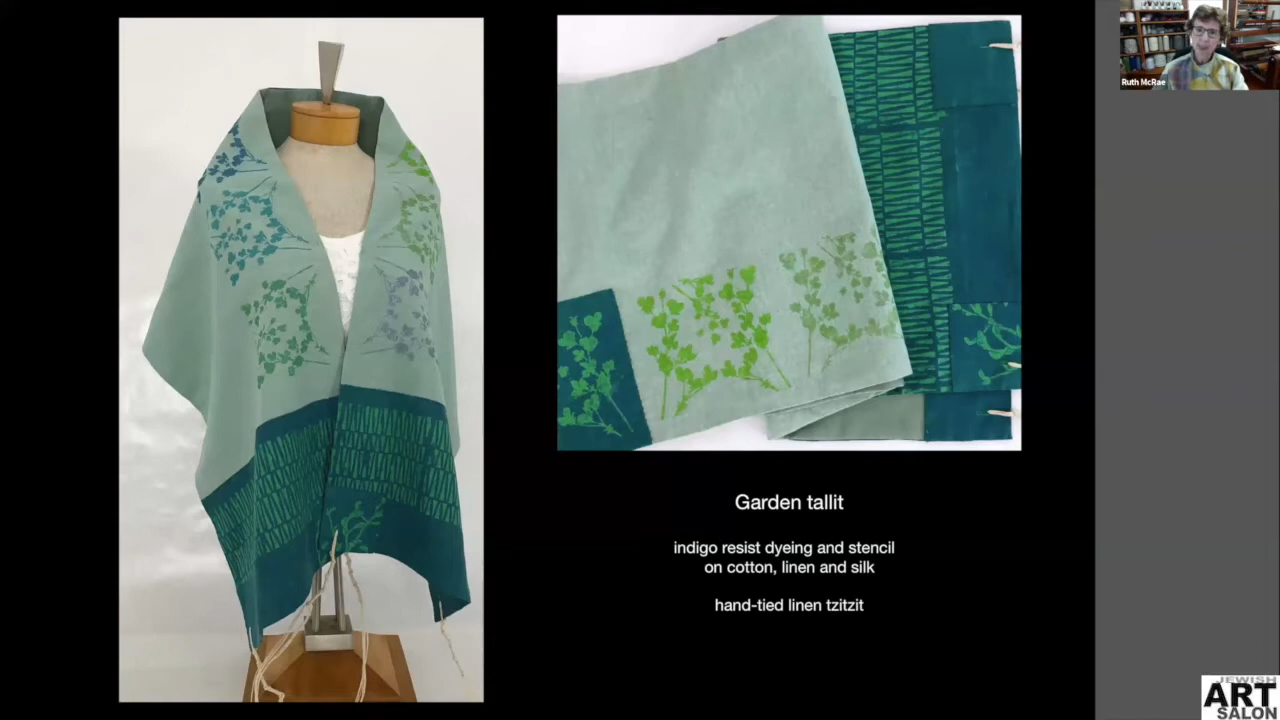 Ruth McRae
Garden tallit
indigo resist dyeing and stencil
on cotton, linen and silk
hand-tied linen tzitzit
JEWISH
ART
SALON